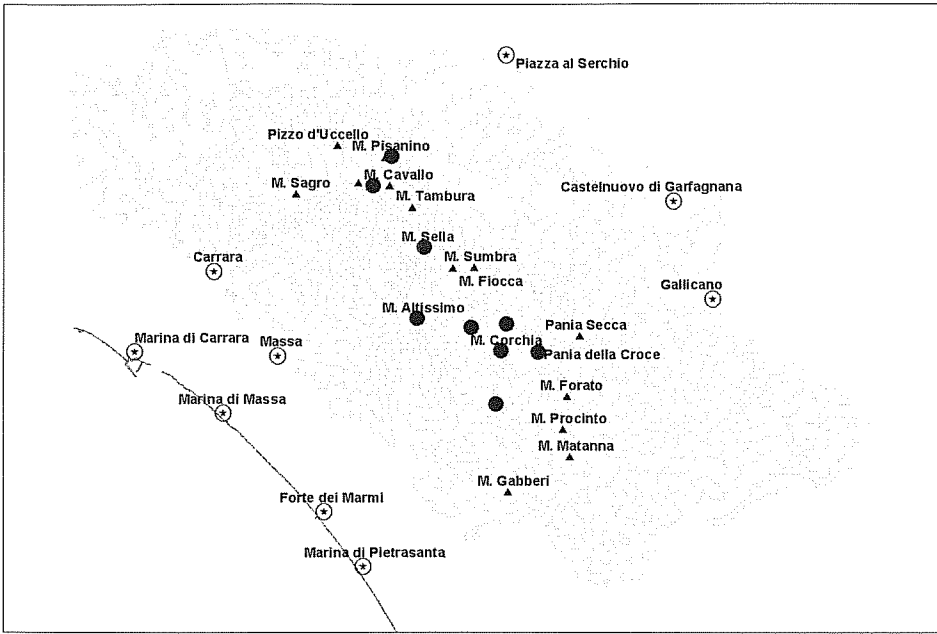 Piazza al Serchio
Pizzo d'Uccello
M. Pisanino
M. Cavallo
M. Sagro
Castelnuovo di Garfagnana
M. Tambura
M. Sella
Carrara
M. Sumbra
M. Fiocca
Gallicano
M. Altissimo
Pania Secca
Marina di Carrara
Massa
M. Corchia
Pania della Croce
M. Forato
Marina di Massa
M. Procinto
M. Matanna
M. Gabberi
Forte dei Marmi
Marina di Pietrasanta